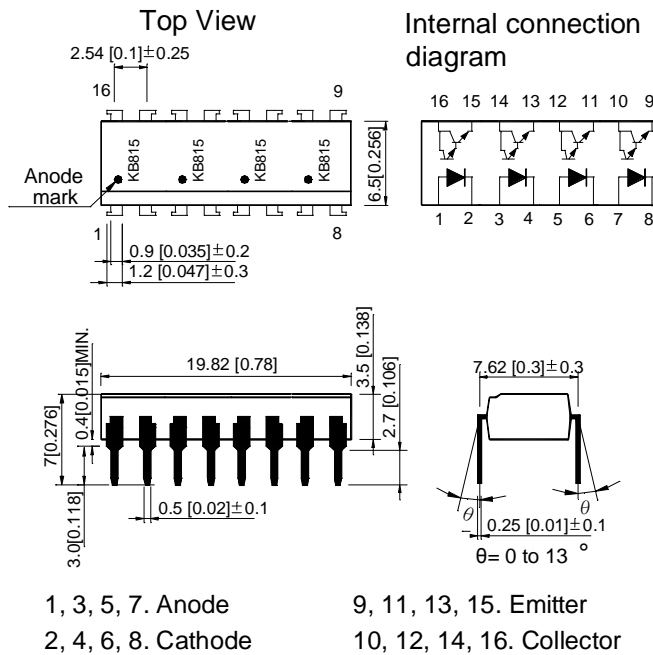 Top View
Internal connection
diagram
2.54 [0.1]±0.25
16
9
KB815
KB815
KB815
KB815
Anode
mark
6.5[0.256]
1
8
0.9 [0.035]±0.2
1.2 [0.047]±0.3
16 15 14 13 12 11 10 9
1 2 3 4 5 6 7 8
19.82 [0.78]
3.5 [0.138]
2.7 [0.106]
0.4[0.015]MIN.
7[0.276]
3.0[0.118]
0.5 [0.02]±0.1
7.62 [0.3]±0.3
θ
θ
0.25 [0.01]±0.1
θ= 0 to 13 °
1, 3, 5, 7. Anode
9, 11, 13, 15. Emitter
2, 4, 6, 8. Cathode
10, 12, 14, 16. Collector